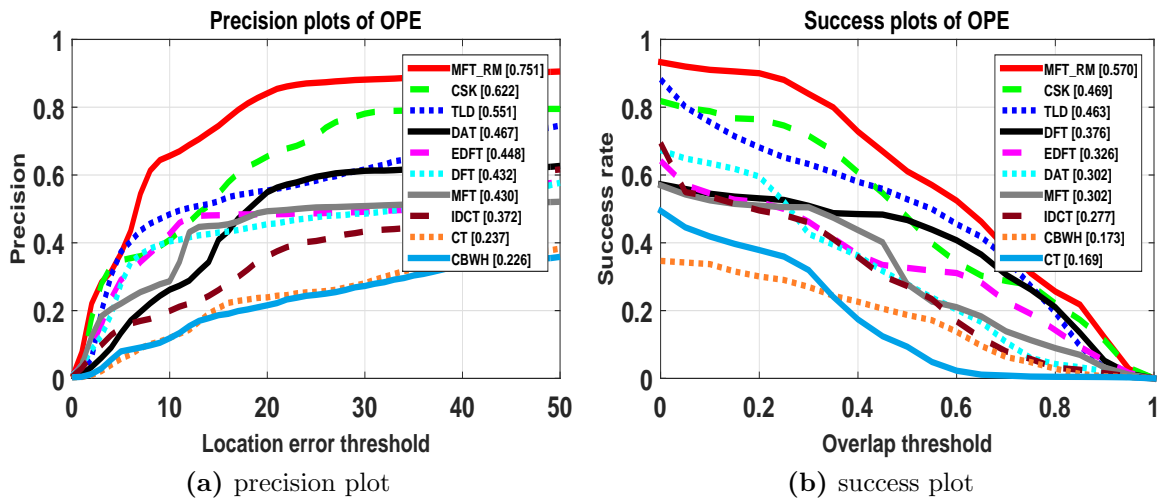 Precision plots of OPE
1
0.8
0.6
0.4
0.2
0
Precision
MFT_RM [0.751]
CSK [0.622]
TLD [0.551]
DAT [0.467]
EDFT [0.448]
DFT [0.432]
MFT [0.430]
IDCT [0.372]
CT [0.237]
CBWH [0.226]
0 10 20 30 40 50
Location error threshold
(a) precision plot
Success plots of OPE
1
0.8
0.6
0.4
0.2
0
Success rate
MFT_RM [0.570]
CSK [0.469]
TLD [0.463]
DFT [0.376]
EDFT [0.326]
DAT [0.302]
MFT [0.302]
IDCT [0.277]
CBWH [0.173]
CT [0.169]
0 0.2 0.4 0.6 0.8 1
Overlap threshold
(b) success plot